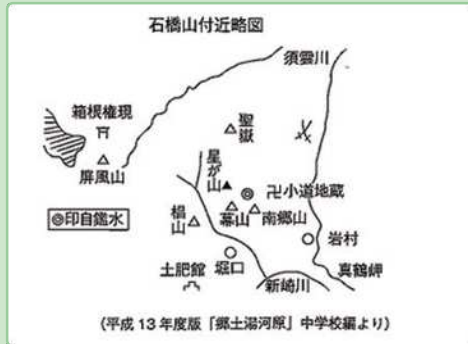 石橋山付近略図
須雲川
箱根権現
聖嶽
屏風山
星が山
卍小道地蔵
◎印自鑑水
椙山
幕山
南郷山
岩村
土肥館
堀口
真鶴岬
新崎川
(平成13年度版「郷土湯河原」中学校編より)